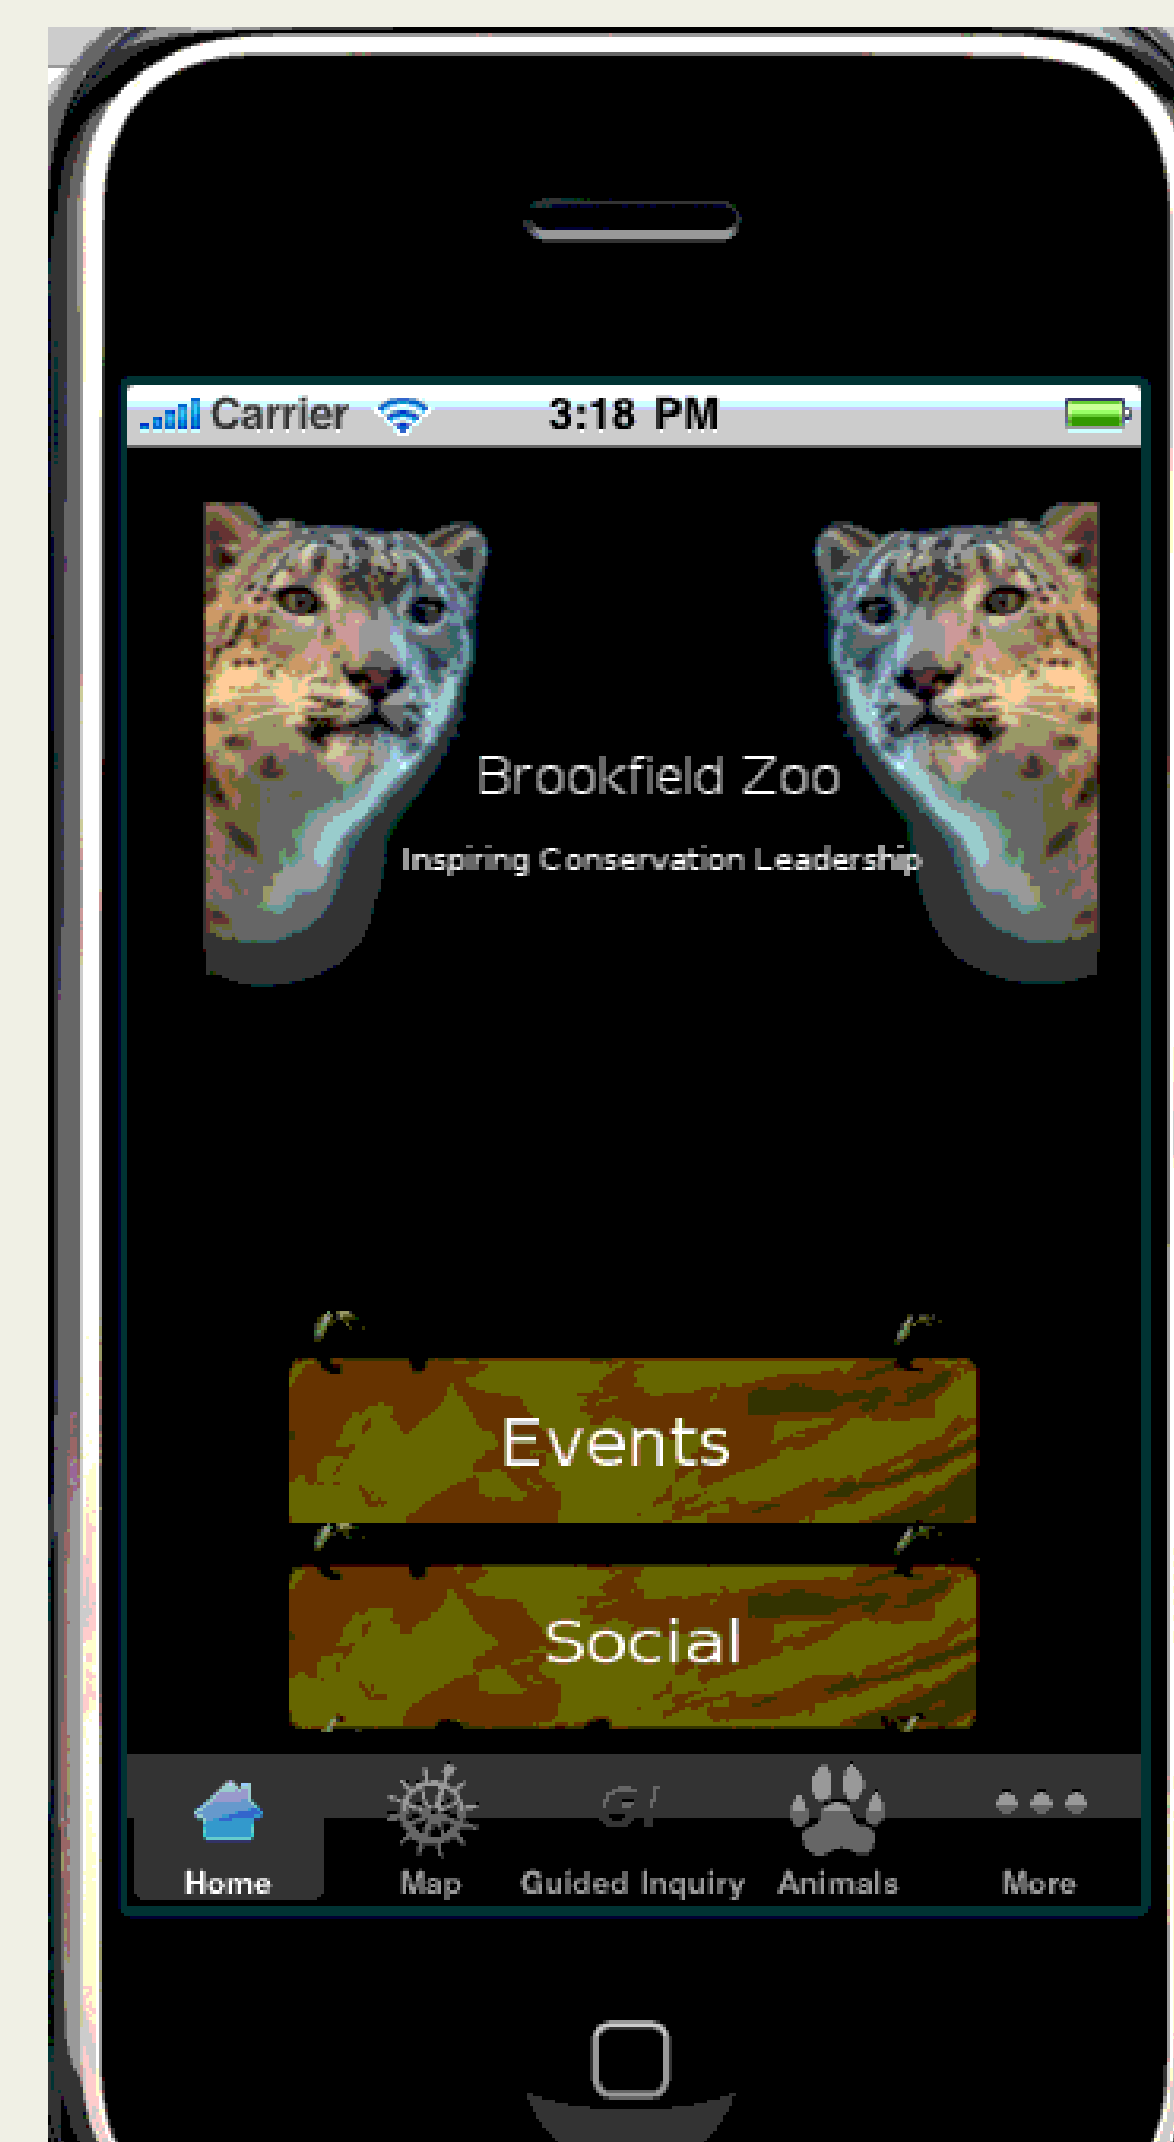 Carrier 3:18 PM
Brookfield Zoo
Inspiring Conservation Leadership
Events
Social
GI
Home Map Guided Inquiry Animals More